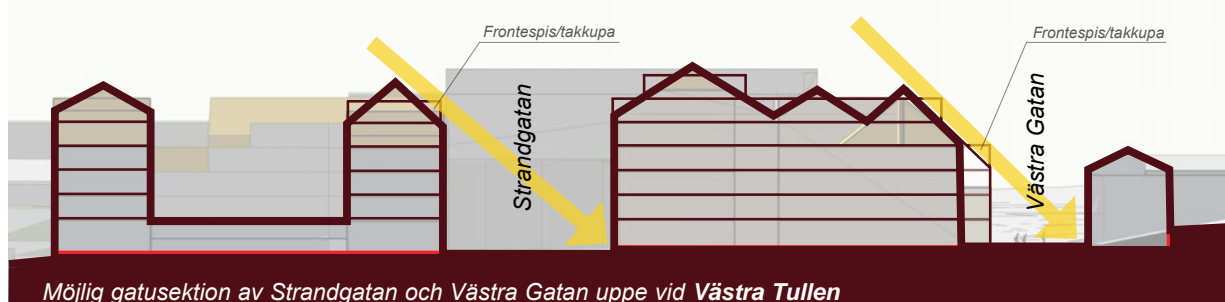 Frontespis/takkupa
Frontespis/takkupa
Strandgatan
Västra Gatan
Möjlig gatusektion av Strandgatan och Västra Gatan uppe vid Västra Tullen